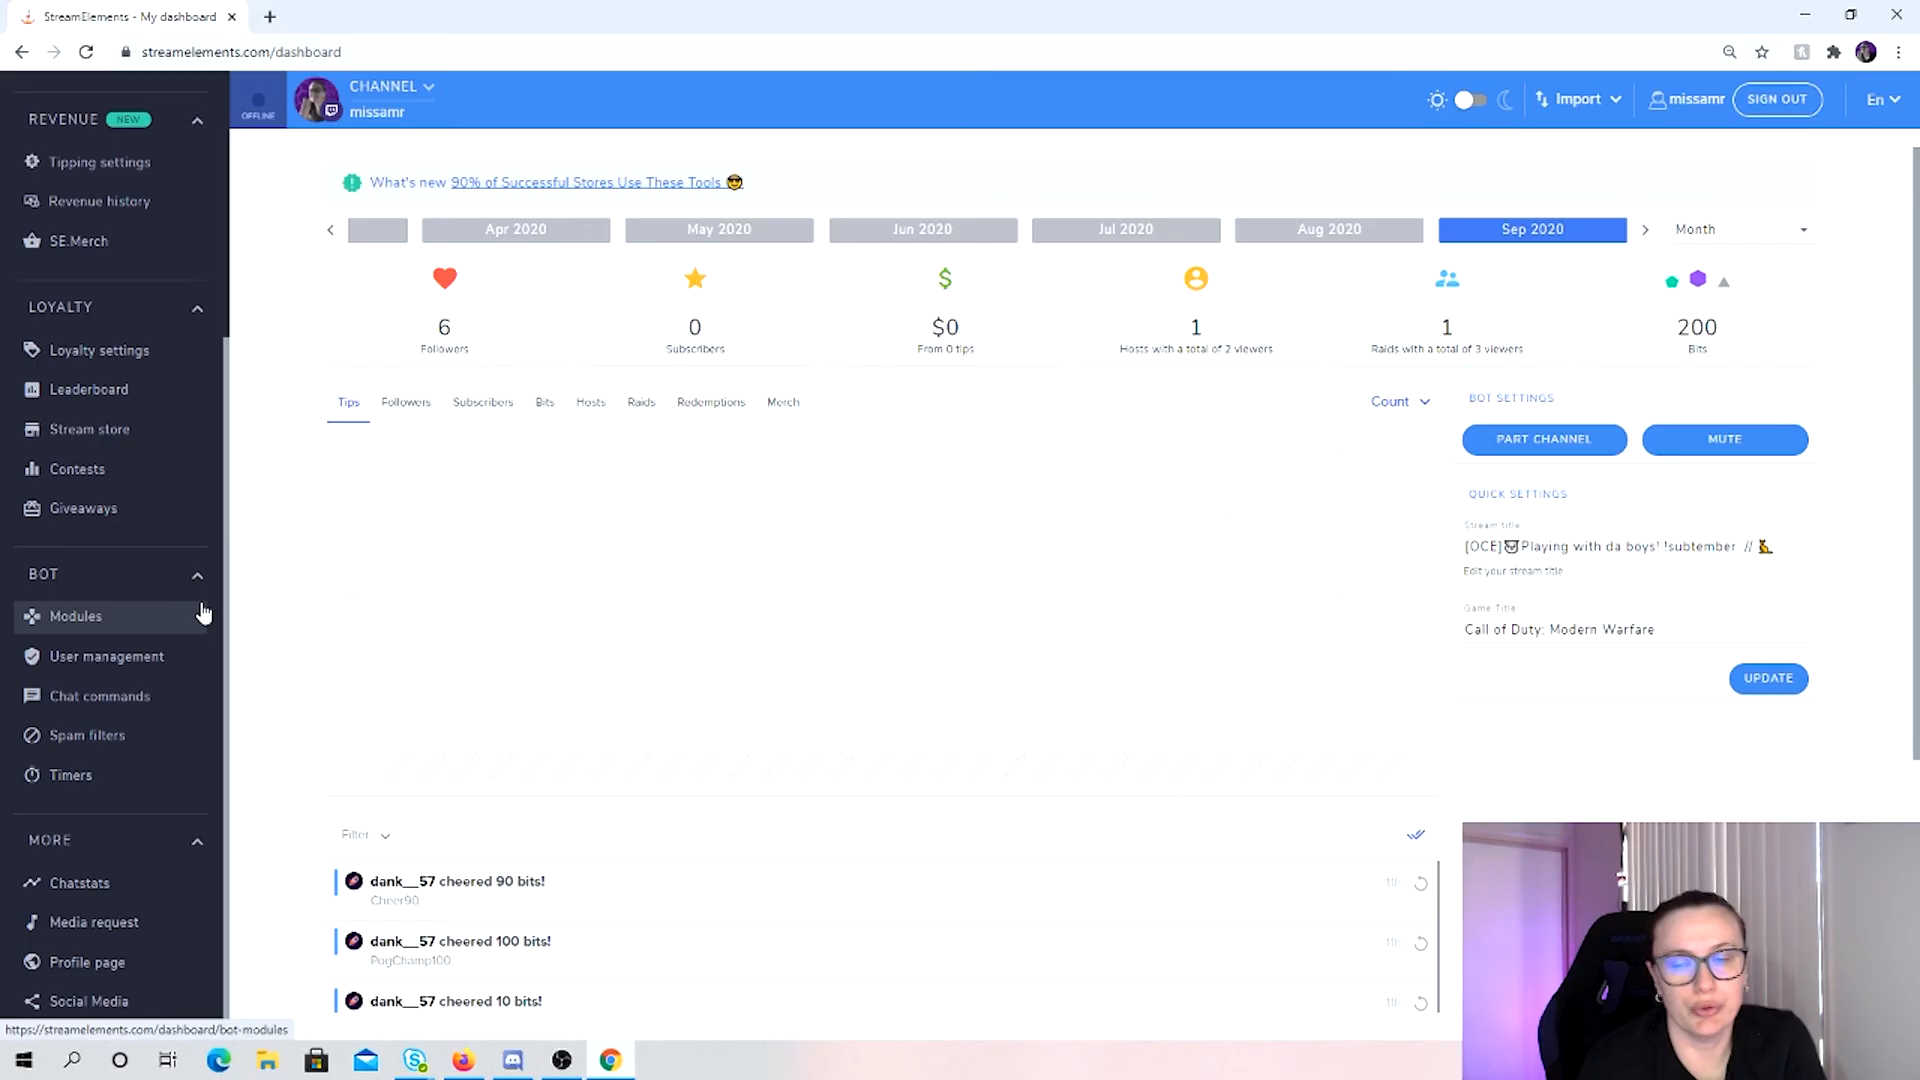 StreamElements - My dashboard
streamelements.com/dashboard
REVENUE NEW
Tipping settings
Revenue history
SE.Merch
LOYALTY
Loyalty settings
Leaderboard
Stream store
Contests
Giveaways
BOT
Modules
User management
Chat commands
Spam filters
Timers
MORE
Chatstats
Media request
Profile page
Social Media
https://streamelements.com/dashboard/bot-modules
OFFLINE
CHANNEL
missamr
Import
missamr
SIGN OUT
En
What's new 90% of Successful Stores Use These Tools 😎
Apr 2020 May 2020 Jun 2020 Jul 2020 Aug 2020 Sep 2020 Month
6 0 $0 1 1 200
Followers Subscribers From 0 tips Hosts with a total of 2 viewers Raids with a total of 3 viewers Bits
Tips Followers Subscribers Bits Hosts Raids Redemptions Merch Count
BOT SETTINGS
PART CHANNEL MUTE
QUICK SETTINGS
Stream title
[OCE]Playing with da boys! !subtember //
Edit your stream title
Game Title
Call of Duty: Modern Warfare
UPDATE
Filter
dank__57 cheered 90 bits!
Cheer90
dank__57 cheered 100 bits!
PogChamp100
dank__57 cheered 10 bits!